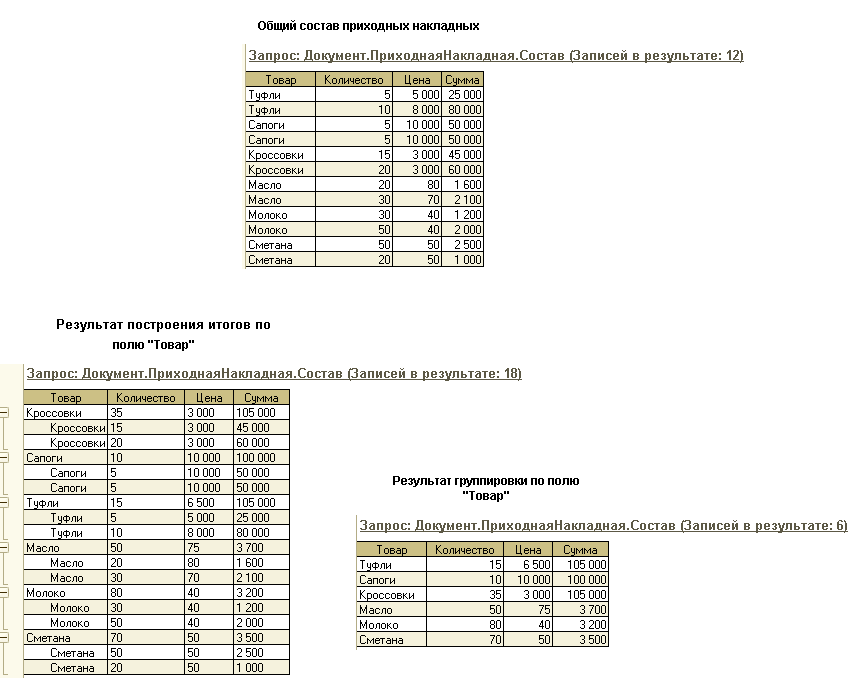 Общий состав приходных накладных
Запрос: Документ.ПриходнаяНакладная.Состав (Записей в результате: 12)
Товар Количество Цена Сумма
Туфли 5 5 000 25 000
Туфли 10 8 000 80 000
Сапоги 5 10 000 50 000
Сапоги 5 10 000 50 000
Кроссовки 15 3 000 45 000
Кроссовки 20 3 000 60 000
Масло 20 80 1 600
Масло 30 70 2 100
Молоко 30 40 1 200
Молоко 50 40 2 000
Сметана 50 50 2 500
Сметана 20 50 1 000
Результат построения итогов по
полю "Товар"
Запрос: Документ.ПриходнаяНакладная.Состав (Записей в результате: 18)
Товар Количество Цена Сумма
Кроссовки 35 3 000 105 000
Кроссовки 15 3 000 45 000
Кроссовки 20 3 000 60 000
Сапоги 10 10 000 100 000
Сапоги 5 10 000 50 000
Сапоги 5 10 000 50 000
Туфли 15 6 500 105 000
Туфли 5 5 000 25 000
Туфли 10 8 000 80 000
Масло 50 75 3 700
Масло 20 80 1 600
Масло 30 70 2 100
Молоко 80 40 3 200
Молоко 30 40 1 200
Молоко 50 40 2 000
Сметана 70 50 3 500
Сметана 50 50 2 500
Сметана 20 50 1 000
Результат группировки по полю
"Товар"
Запрос: Документ.ПриходнаяНакладная.Состав (Записей в результате: 6)
Товар Количество Цена Сумма
Туфли 15 6 500 105 000
Сапоги 10 10 000 100 000
Кроссовки 35 3 000 105 000
Масло 50 75 3 700
Молоко 80 40 3 200
Сметана 70 50 3 500